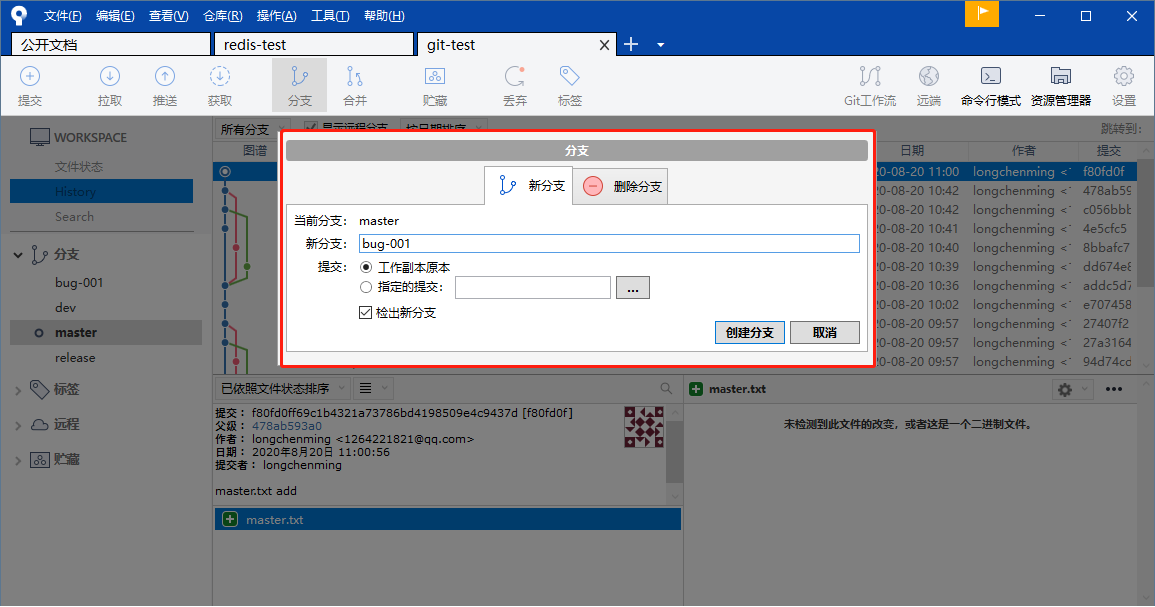 文件(F) 编辑(E) 查看(V) 仓库(R) 操作(A) 工具(T) 帮助(H)
公开文档 redis-test git-test
提交 拉取 推送 获取 分支 合并 贮藏 丢弃 标签 Git工作流 远端 命令行模式 资源管理器 设置
WORKSPACE
文件状态
History
Search
分支
bug-001
dev
master
release
标签
远程
贮藏
所有分支 显示远程分支 按日期排序 跳转到:
图谱 日期 作者 提交
20-08-20 11:00 longchenming < f80fd0f
20-08-20 10:42 longchenming < 478ab59
20-08-20 10:42 longchenming < c056bbb
20-08-20 10:41 longchenming < 4e5cfc5
20-08-20 10:40 longchenming < 8bbafc7
20-08-20 10:39 longchenming < dd674e8
20-08-20 10:36 longchenming < addc5d7
20-08-20 10:02 longchenming < e707458
20-08-20 09:57 longchenming < 27407f2
20-08-20 09:57 longchenming < 27a3164
20-08-20 09:57 longchenming < 94d74cd
分支
新分支 删除分支
当前分支: master
新分支: bug-001
提交: 工作副本原本
指定的提交: ...
检出新分支
创建分支 取消
已依照文件状态排序
提交: f80fd0ff69c1b4321a73786bd4198509e4c9437d [f80fd0f]
父级: 478ab593a0
作者: longchenming <1264221821@qq.com>
日期: 2020年8月20日 11:00:56
提交者: longchenming
master.txt add
master.txt
master.txt
未检测到此文件的改变，或者这是一个二进制文件。